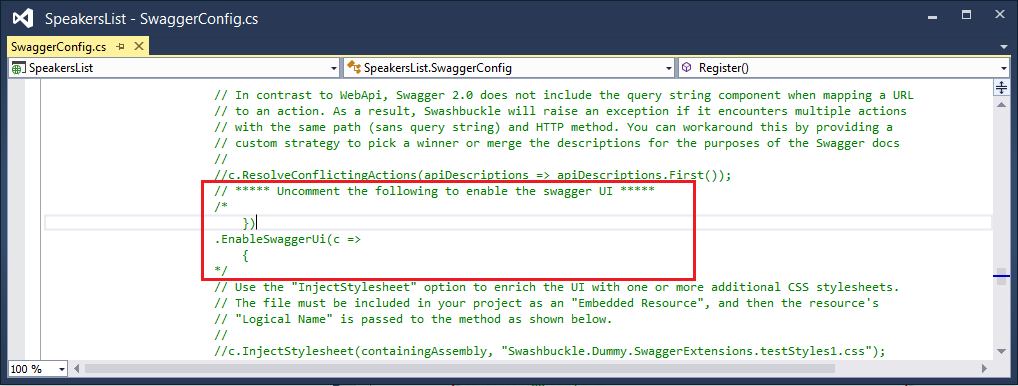 SpeakersList - SwaggerConfig.cs
SwaggerConfig.cs
SpeakersList SpeakersList.SwaggerConfig Register()
// In contrast to WebApi, Swagger 2.0 does not include the query string component when mapping a URL
// to an action. As a result, Swashbuckle will raise an exception if it encounters multiple actions
// with the same path (sans query string) and HTTP method. You can workaround this by providing a
// custom strategy to pick a winner or merge the descriptions for the purposes of the Swagger docs
//
//c.ResolveConflictingActions(apiDescriptions => apiDescriptions.First());
// ***** Uncomment the following to enable the swagger UI *****
/*
})
.EnableSwaggerUi(c =>
{
*/
// Use the "InjectStylesheet" option to enrich the UI with one or more additional CSS stylesheets.
// The file must be included in your project as an "Embedded Resource", and then the resource's
// "Logical Name" is passed to the method as shown below.
//
//c.InjectStylesheet(containingAssembly, "Swashbuckle.Dummy.SwaggerExtensions.testStyles1.css");
100 %